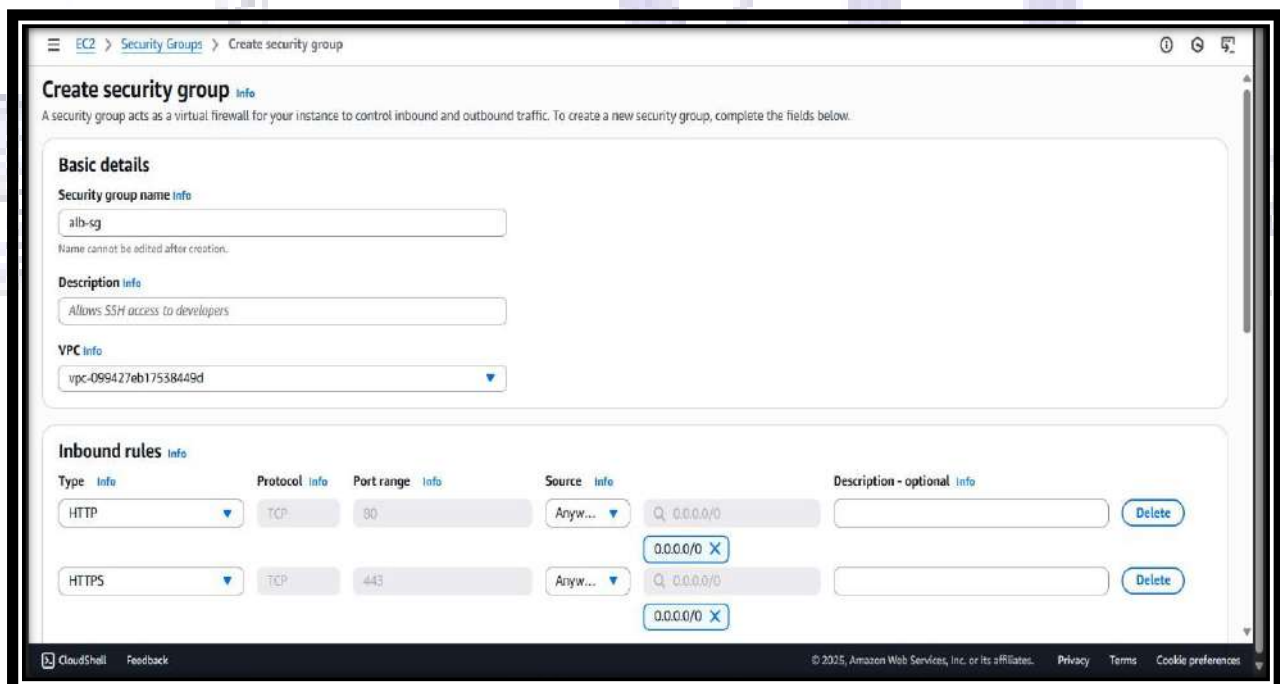 EC2 > Security Groups > Create security group
Create security group Info
A security group acts as a virtual firewall for your instance to control inbound and outbound traffic. To create a new security group, complete the fields below.
Basic details
Security group name Info
alb-sg
Name cannot be edited after creation.
Description Info
Allows SSH access to developers
VPC Info
vpc-099427eb17538449d
Inbound rules Info
Type Info Protocol Info Port range Info Source Info Description - optional Info
HTTP TCP 80 Anyw... 0.0.0.0/0 Delete
0.0.0.0/0 X
HTTPS TCP 443 Anyw... 0.0.0.0/0 Delete
0.0.0.0/0 X
CloudShell Feedback © 2025, Amazon Web Services, Inc. or its affiliates. Privacy Terms Cookie preferences